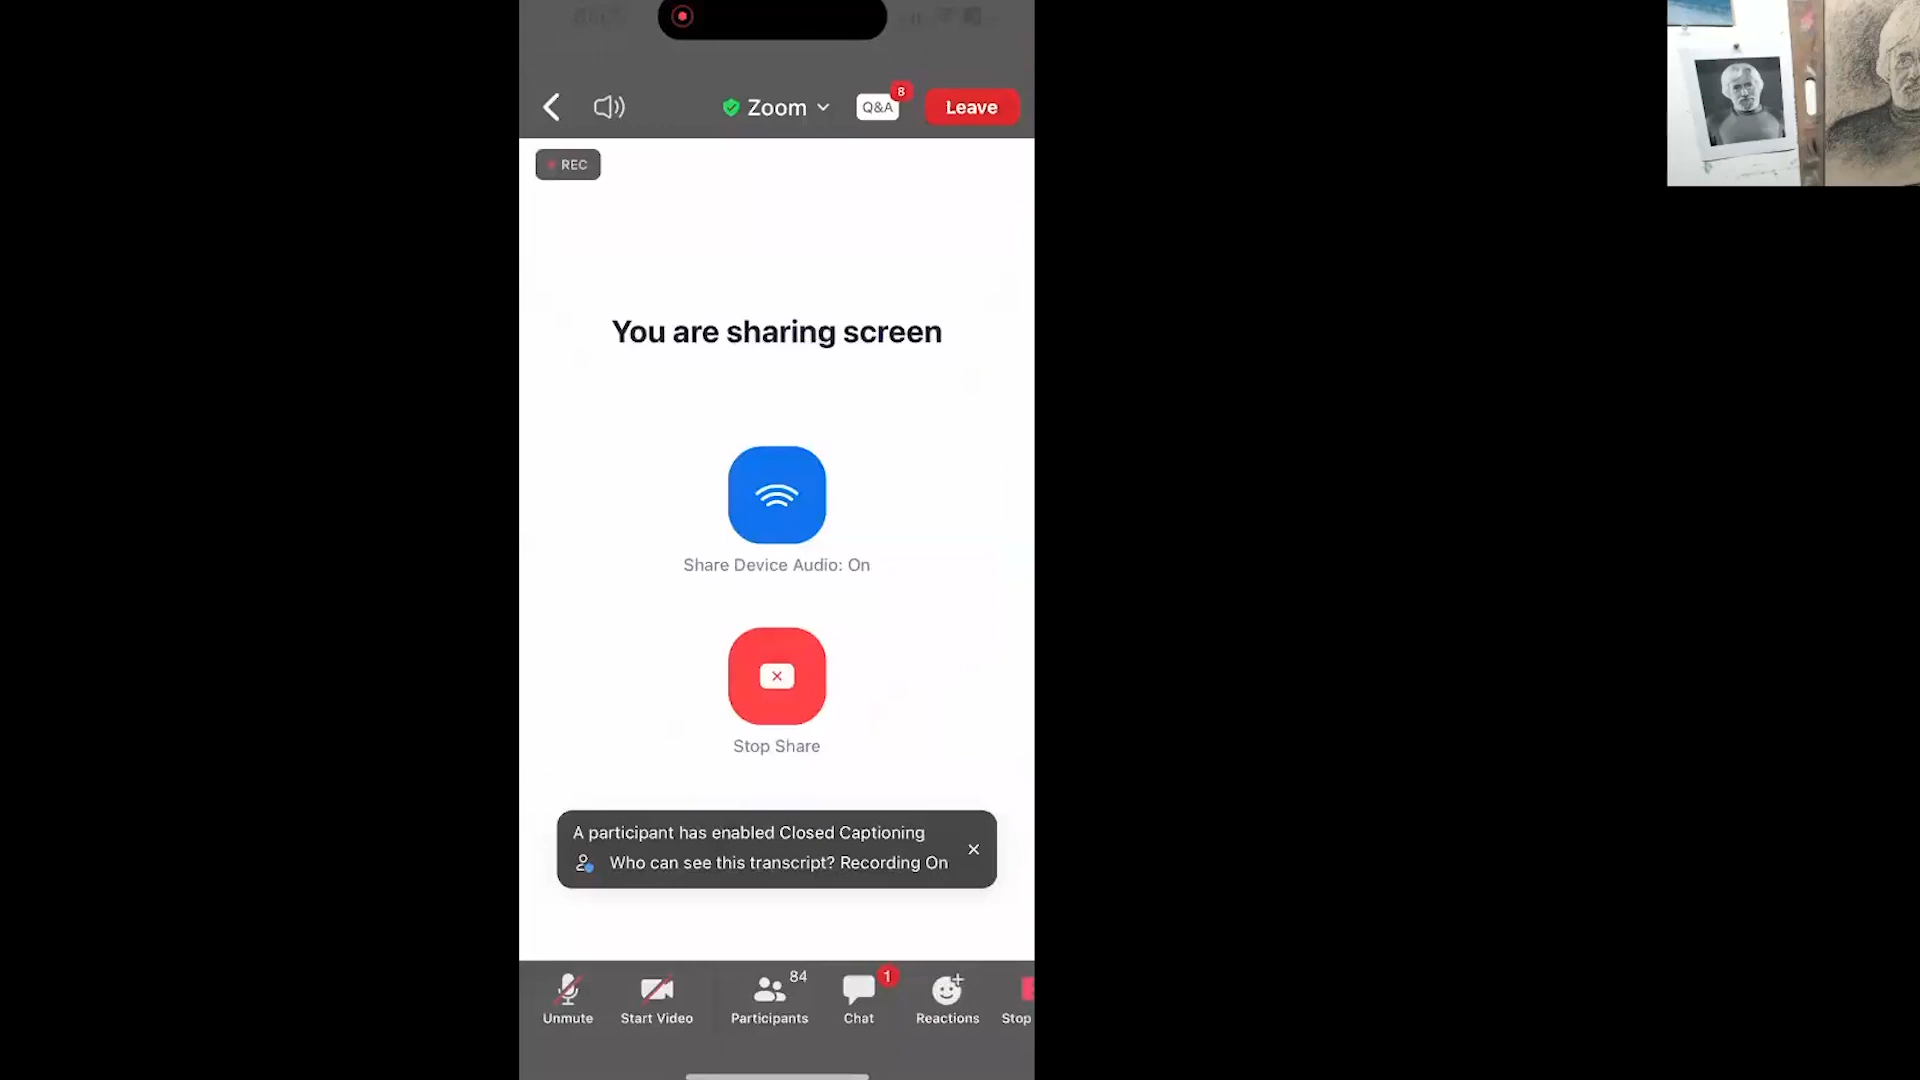 Zoom
Q&A
8
Leave
REC
You are sharing screen
Share Device Audio: On
Stop Share
A participant has enabled Closed Captioning
Who can see this transcript? Recording On
84
1
Unmute
Start Video
Participants
Chat
Reactions
Stop